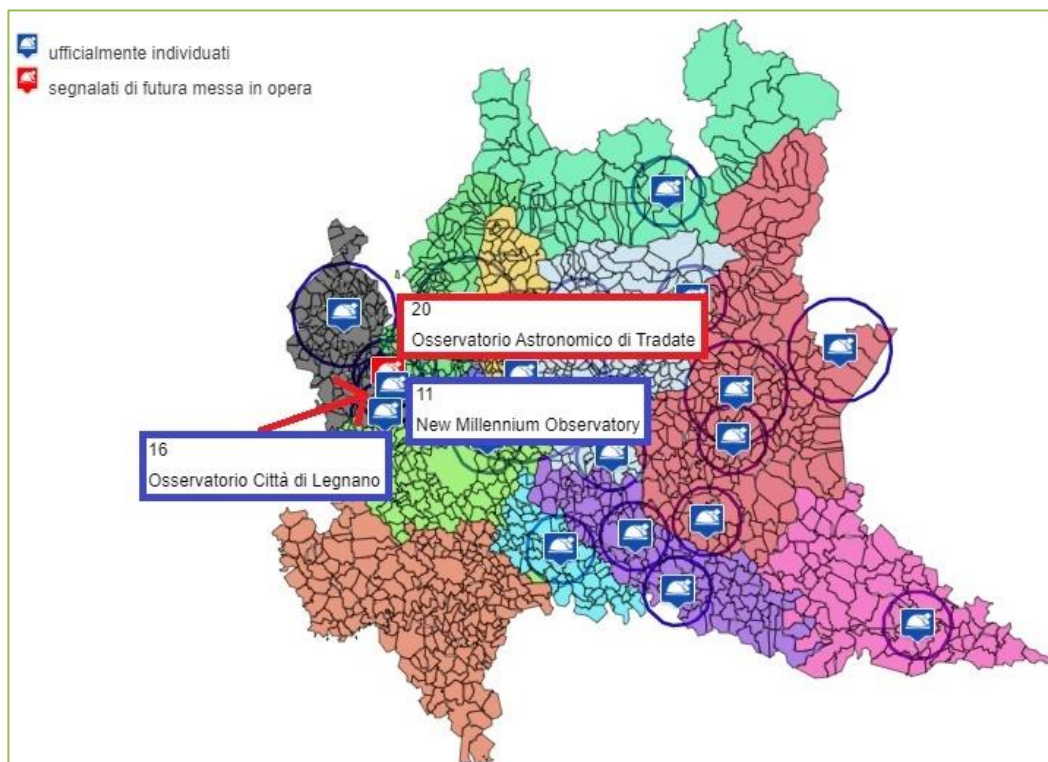 ufficialmente individuati
segnalati di futura messa in opera
20
Osservatorio Astronomico di Tradate
11
New Millennium Observatory
16
Osservatorio Città di Legnano